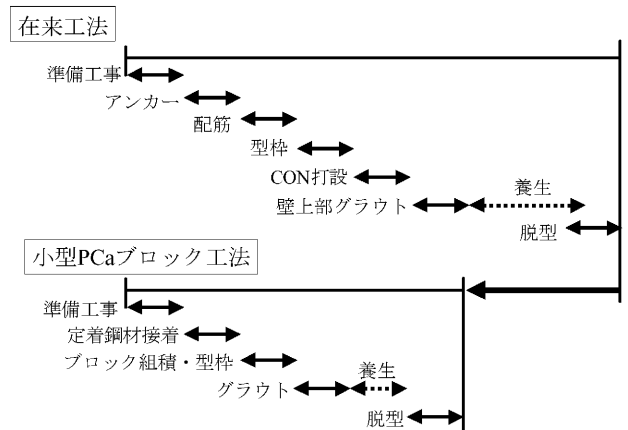 在来工法
準備工事
アンカー
配筋
型枠
CON打設
壁上部グラウト
養生
脱型
小型PCaブロック工法
準備工事
定着鋼材接着
ブロック組積・型枠
グラウト
養生
脱型